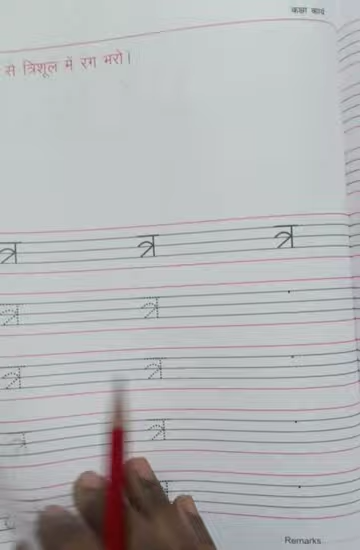 कक्षा कार्य
से त्रिशूल में रंग भरो।
त्र त्र त्र
त्र त्र
त्र त्र
त्र त्र
Remarks